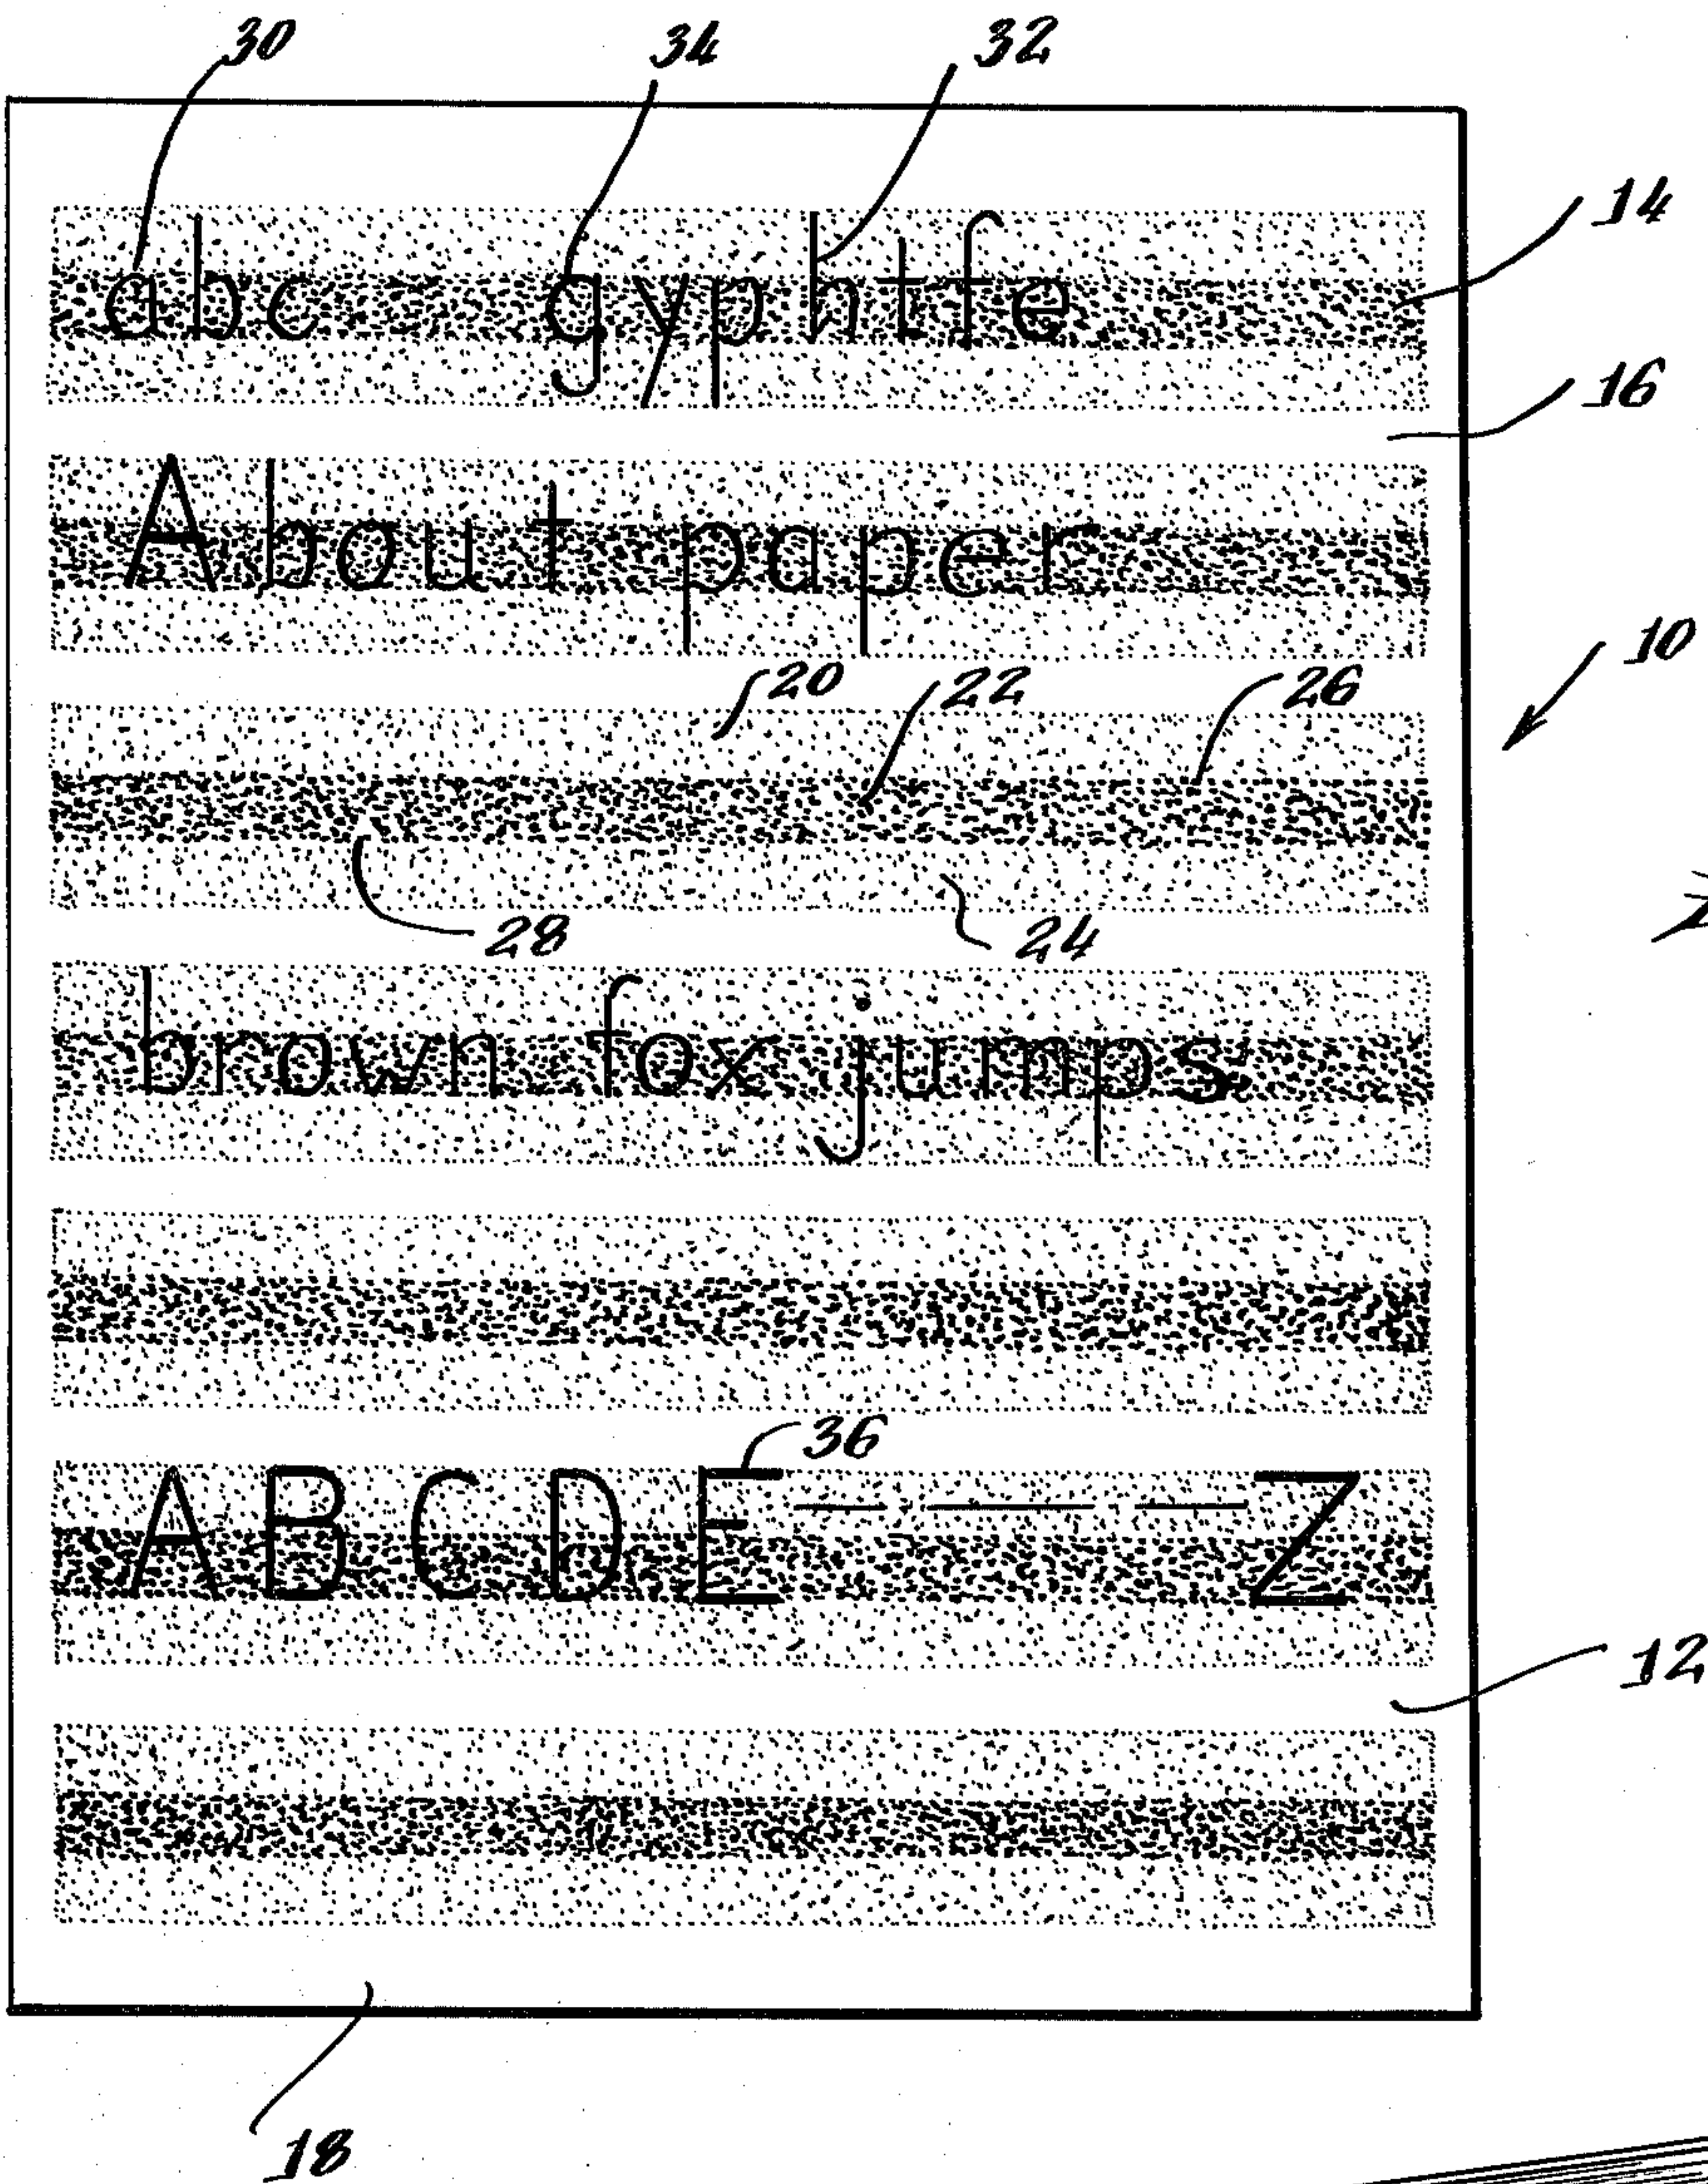 30 34 32
abc gyphtfe
14
16
About paper
10
20 22 26
28 24
brown fox jumps
36
A B C D E — — — Z
12
18